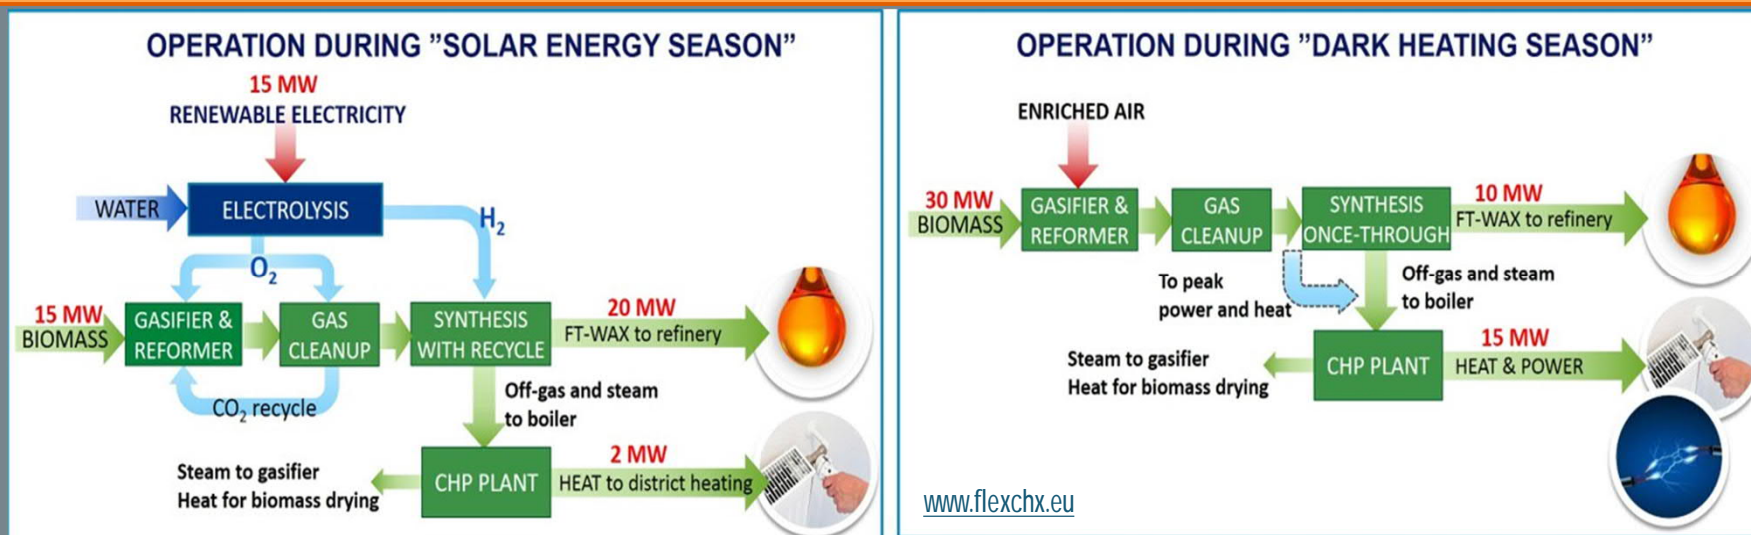 OPERATION DURING ”SOLAR ENERGY SEASON”
15 MW
RENEWABLE ELECTRICITY
WATER
ELECTROLYSIS
H2
O2
15 MW
BIOMASS
GASIFIER &
REFORMER
GAS
CLEANUP
SYNTHESIS
WITH RECYCLE
20 MW
FT-WAX to refinery
CO2 recycle
Off-gas and steam
to boiler
Steam to gasifier
Heat for biomass drying
CHP PLANT
2 MW
HEAT to district heating
OPERATION DURING ”DARK HEATING SEASON”
ENRICHED AIR
30 MW
BIOMASS
GASIFIER &
REFORMER
GAS
CLEANUP
SYNTHESIS
ONCE-THROUGH
10 MW
FT-WAX to refinery
To peak
power and heat
Off-gas and steam
to boiler
Steam to gasifier
Heat for biomass drying
CHP PLANT
15 MW
HEAT & POWER
www.flexchx.eu